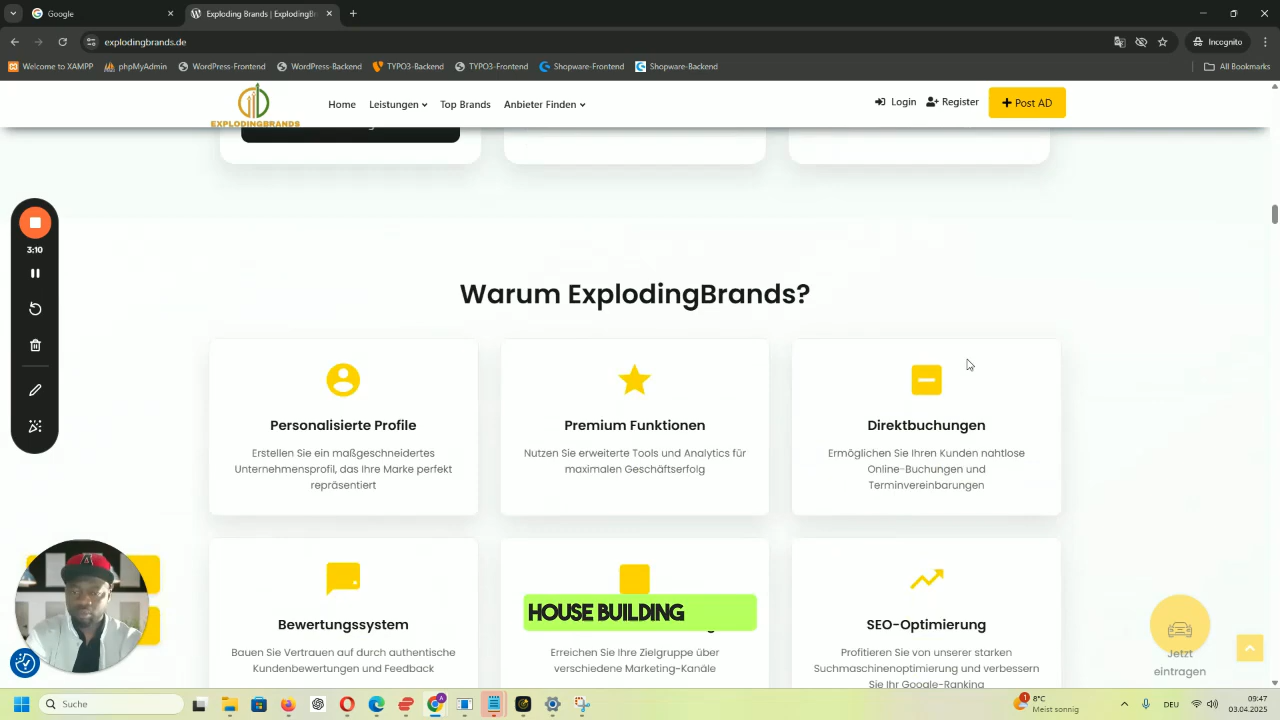 Google
WordPress | ExplodingBrands
explodingbrands.de
Incognito
Welcome to XAMPP
phpMyAdmin
WordPress-Frontend
WordPress-Backend
TYPO3-Backend
TYPO3-Frontend
Shopware-Frontend
Shopware-Backend
All Bookmarks
EXPLODINGBRANDS
Home
Leistungen
Top Brands
Anbieter Finden
Login
Register
Post AD
3:10
Warum ExplodingBrands?
Personalisierte Profile
Erstellen Sie ein maßgeschneidertes
Unternehmensprofil, das Ihre Marke perfekt
repräsentiert
Premium Funktionen
Nutzen Sie erweiterte Tools und Analytics für
maximalen Geschäftserfolg
Direktbuchungen
Ermöglichen Sie Ihren Kunden nahtlose
Online-Buchungen und
Terminvereinbarungen
Bewertungssystem
Bauen Sie Vertrauen auf durch authentische
Kundenbewertungen und Feedback
HOUSE BUILDING
Erreichen Sie Ihre Zielgruppe über
verschiedene Marketing-Kanäle
SEO-Optimierung
Profitieren Sie von unserer starken
Suchmaschinenoptimierung und verbessern
Sie Ihr Google-Ranking
Jetzt
eintragen
Suche
1
8°C
Meist sonnig
DEU
09:47
03.04.2025